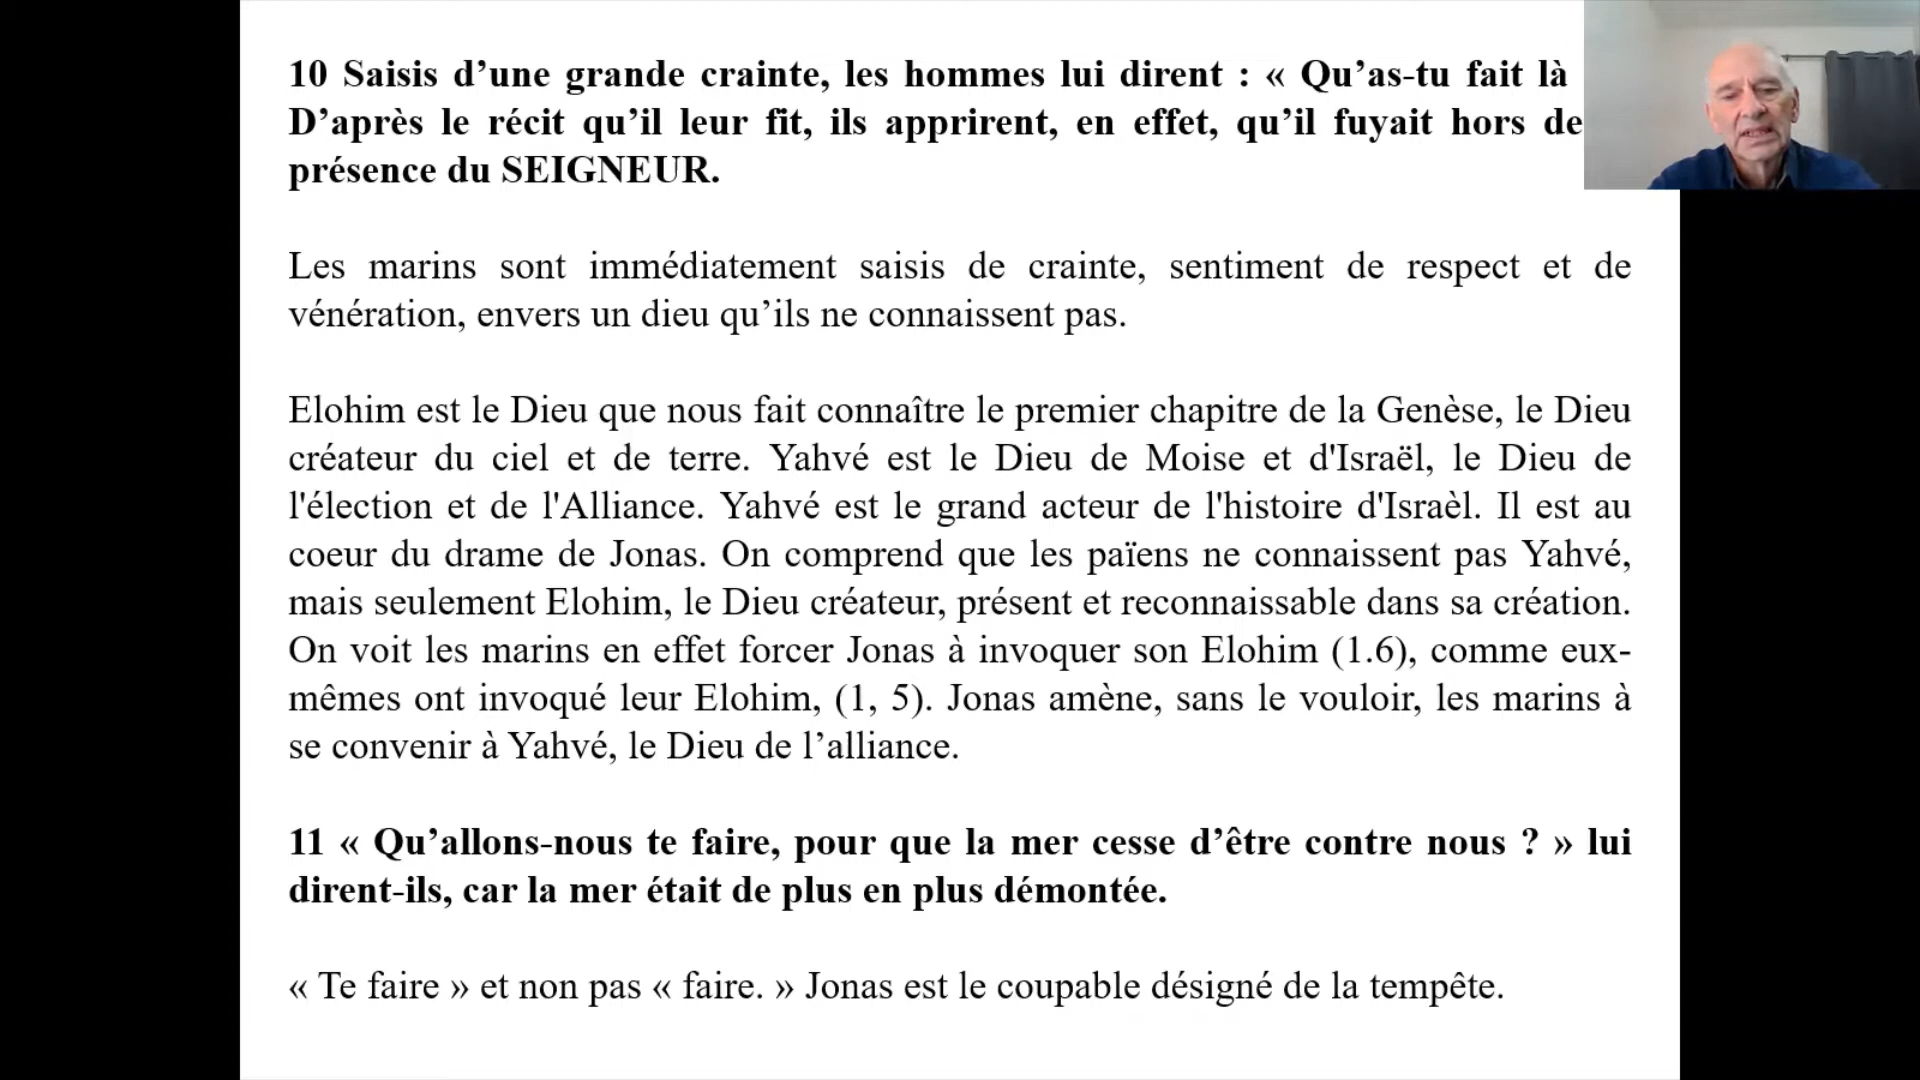 10 Saisis d’une grande crainte, les hommes lui dirent : « Qu’as-tu fait là
D’après le récit qu’il leur fit, ils apprirent, en effet, qu’il fuyait hors de
présence du SEIGNEUR.
Les marins sont immédiatement saisis de crainte, sentiment de respect et de
vénération, envers un dieu qu’ils ne connaissent pas.
Elohim est le Dieu que nous fait connaître le premier chapitre de la Genèse, le Dieu
créateur du ciel et de terre. Yahvé est le Dieu de Moise et d'Israël, le Dieu de
l'élection et de l'Alliance. Yahvé est le grand acteur de l'histoire d'Israèl. Il est au
coeur du drame de Jonas. On comprend que les païens ne connaissent pas Yahvé,
mais seulement Elohim, le Dieu créateur, présent et reconnaissable dans sa création.
On voit les marins en effet forcer Jonas à invoquer son Elohim (1.6), comme eux-
mêmes ont invoqué leur Elohim, (1, 5). Jonas amène, sans le vouloir, les marins à
se convenir à Yahvé, le Dieu de l’alliance.
11 « Qu’allons-nous te faire, pour que la mer cesse d’être contre nous ? » lui
dirent-ils, car la mer était de plus en plus démontée.
« Te faire » et non pas « faire. » Jonas est le coupable désigné de la tempête.